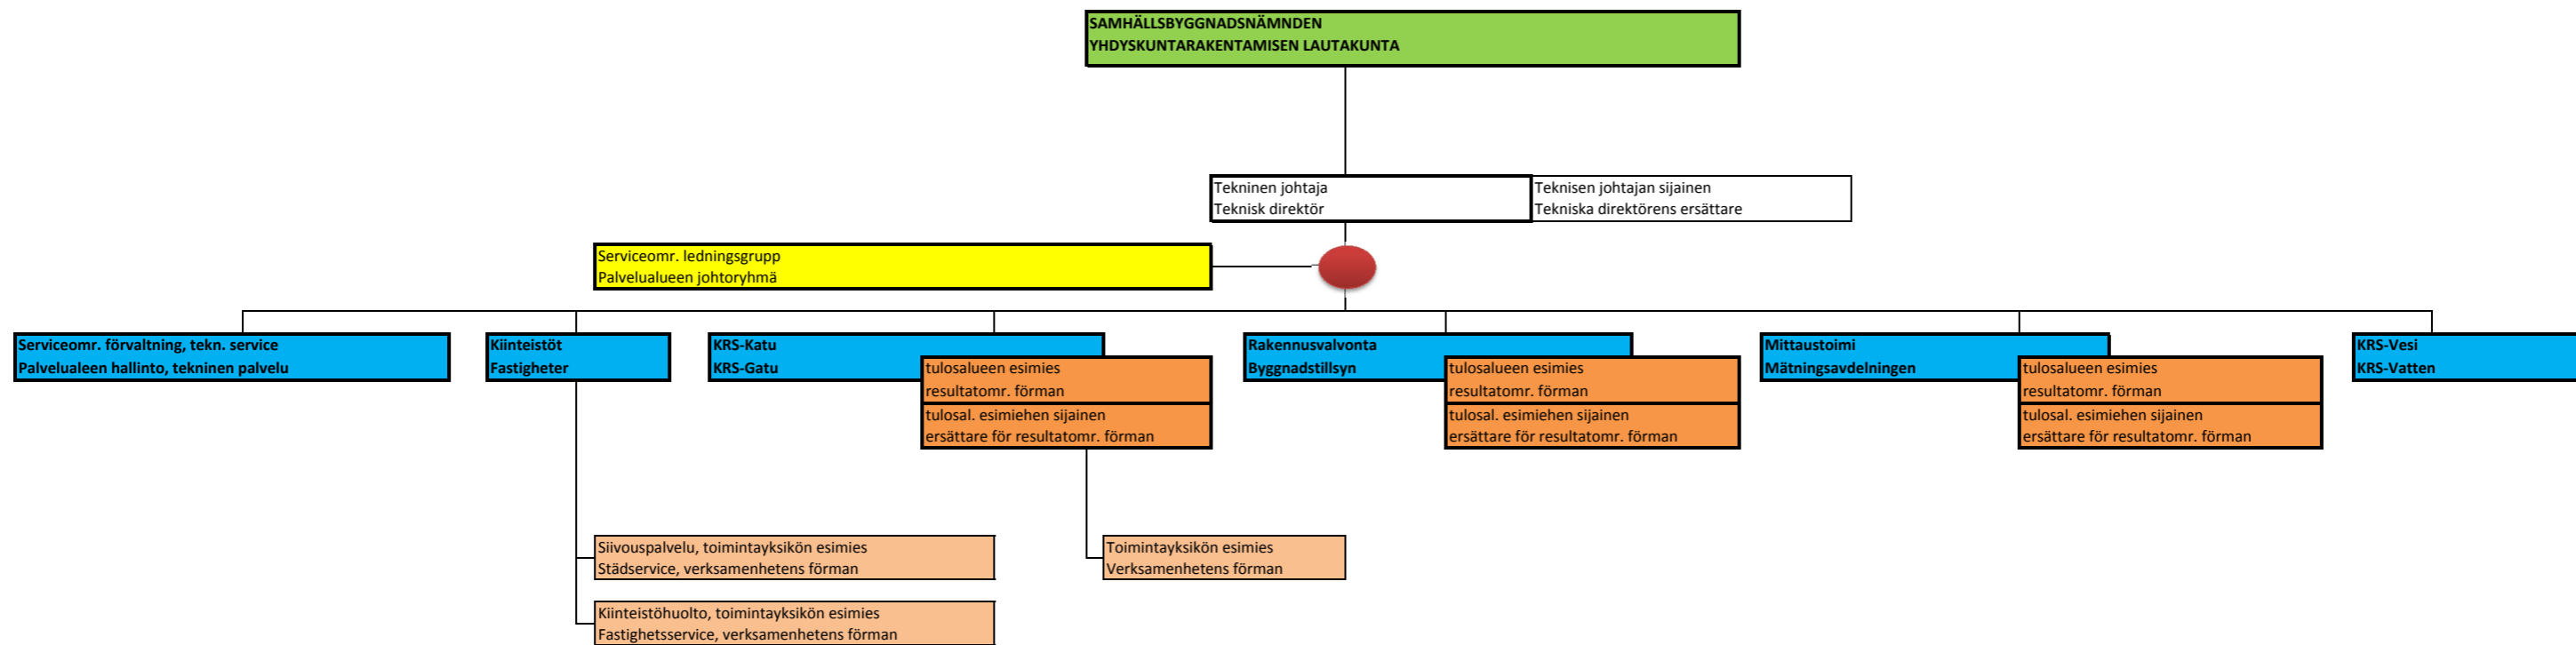 SAMHÄLLSBYGGNADSNÄMNDEN
YHDYSKUNTARAKENTAMISEN LAUTAKUNTA
Tekninen johtaja
Teknisk direktör
Teknisen johtajan sijainen
Tekniska direktörens ersättare
Serviceomr. ledningsgrupp
Palvelualueen johtoryhmä
Serviceomr. förvaltning, tekn. service
Palvelualeen hallinto, tekninen palvelu
Kiinteistöt
Fastigheter
KRS-Katu
KRS-Gatu
tulosalueen esimies
resultatomr. förman
tulosal. esimiehen sijainen
ersättare för resultatomr. förman
Rakennusvalvonta
Byggnadstillsyn
tulosalueen esimies
resultatomr. förman
tulosal. esimiehen sijainen
ersättare för resultatomr. förman
Mittaustoimi
Mätningsavdelningen
tulosalueen esimies
resultatomr. förman
tulosal. esimiehen sijainen
ersättare för resultatomr. förman
KRS-Vesi
KRS-Vatten
Siivouspalvelu, toimintayksikön esimies
Städservice, verksamenhetens förman
Toimintayksikön esimies
Verksamenhetens förman
Kiinteistöhuolto, toimintayksikön esimies
Fastighetsservice, verksamenhetens förman